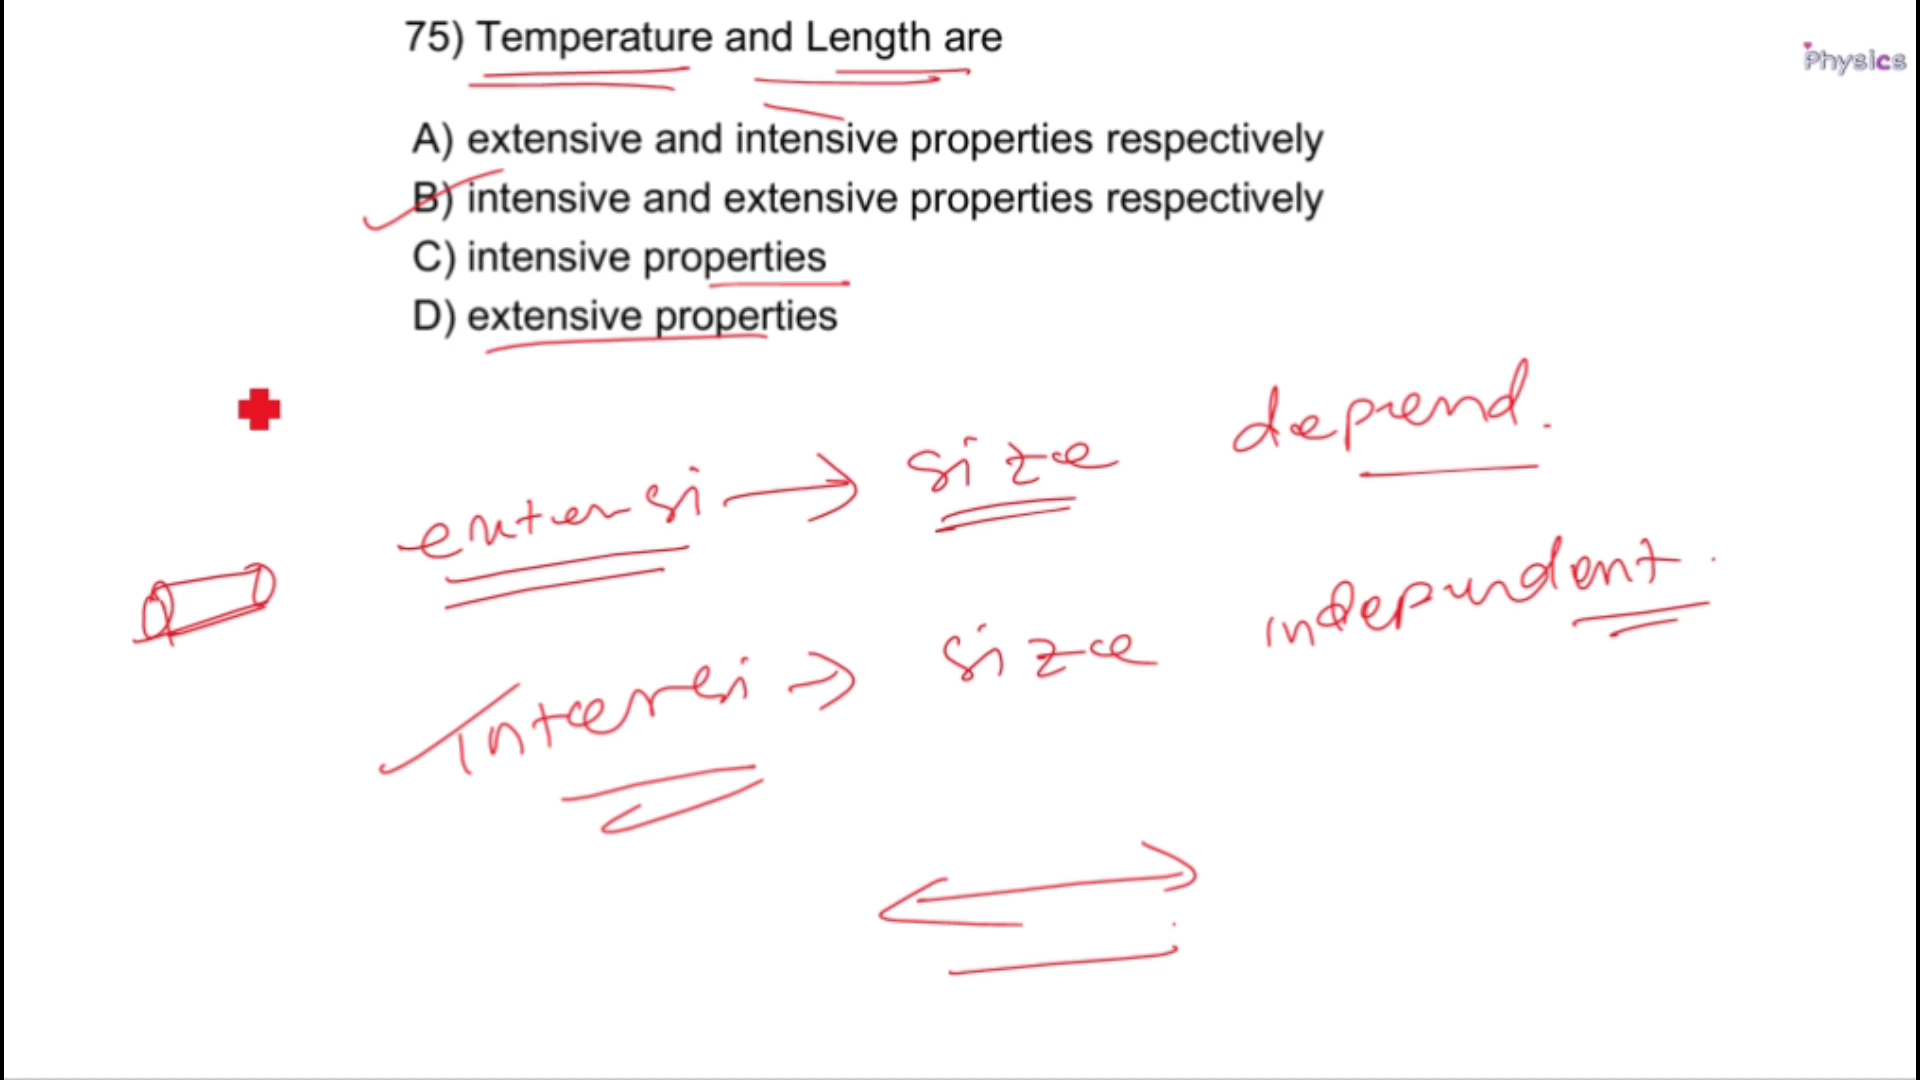 75) Temperature and Length are
Physics
A) extensive and intensive properties respectively
B) intensive and extensive properties respectively
C) intensive properties
D) extensive properties
extensi → size depend.
Intensi → size independent.